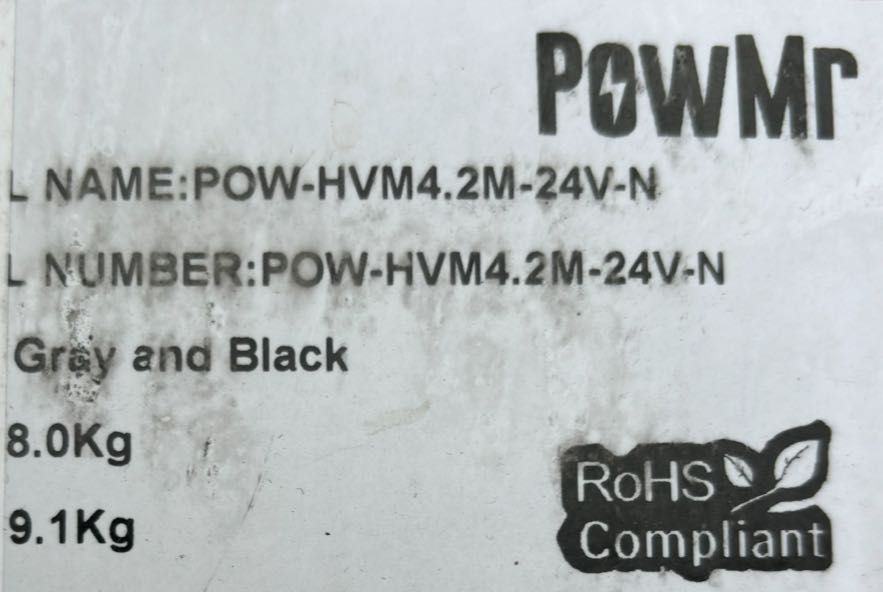 PowMr
L NAME:POW-HVM4.2M-24V-N
L NUMBER:POW-HVM4.2M-24V-N
Gray and Black
8.0Kg
9.1Kg
RoHS
Compliant